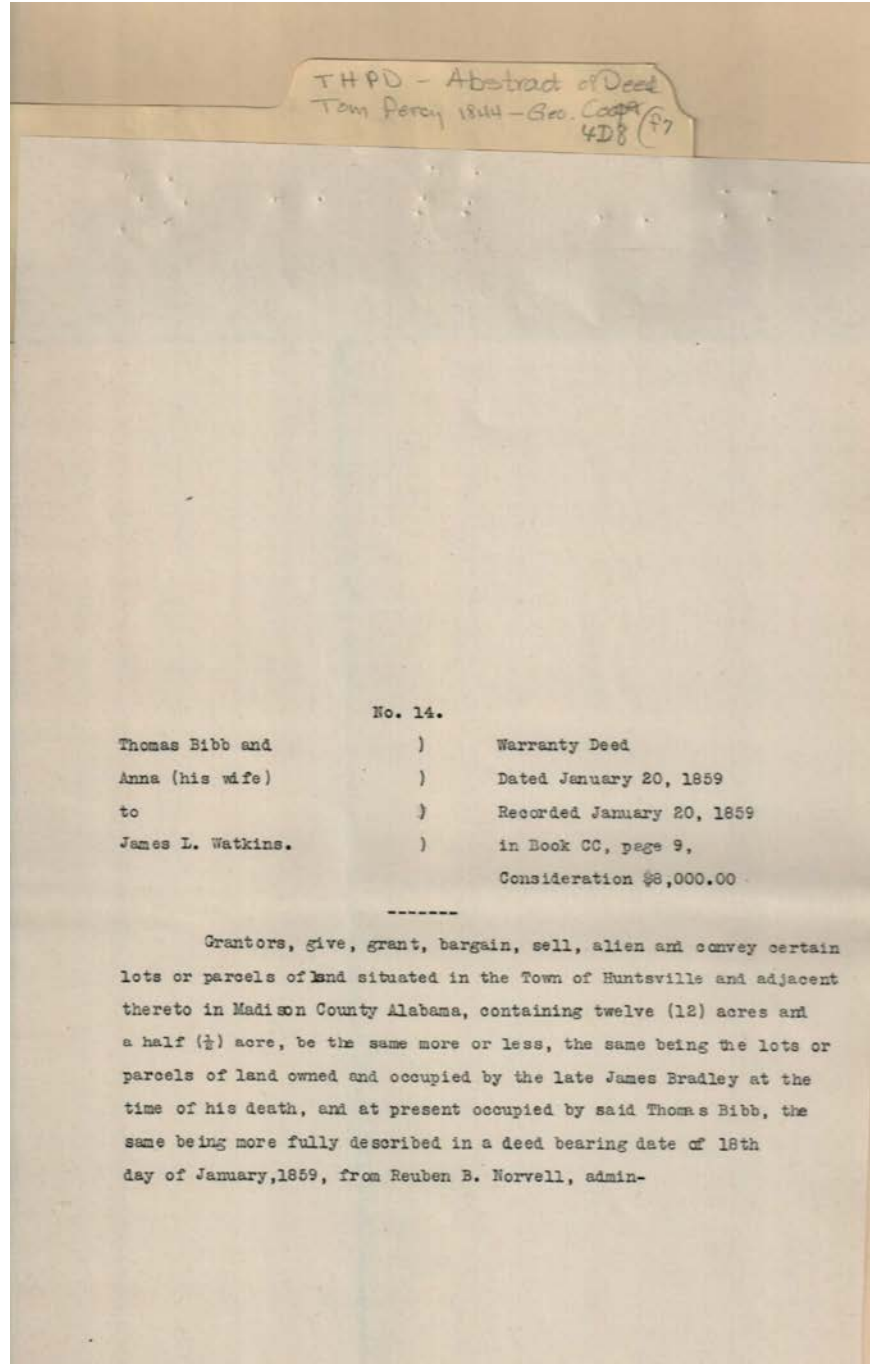 THPD - Abstract of Deed
Tom Percy 1844 - Geo.
4D8 (f7
No. 14.
Thomas Bibb and ) Warranty Deed
Anna (his wife) ) Dated January 20, 1859
to ) Recorded January 20, 1859
James L. Watkins. ) in Book CC, page 9,
Consideration $8,000.00
-------
Grantors, give, grant, bargain, sell, alien and convey certain
lots or parcels of land situated in the Town of Huntsville and adjacent
thereto in Madison County Alabama, containing twelve (12) acres and
a half (½) acre, be the same more or less, the same being the lots or
parcels of land owned and occupied by the late James Bradley at the
time of his death, and at present occupied by said Thomas Bibb, the
same being more fully described in a deed bearing date of 18th
day of January,1859, from Reuben B. Norvell, admin-